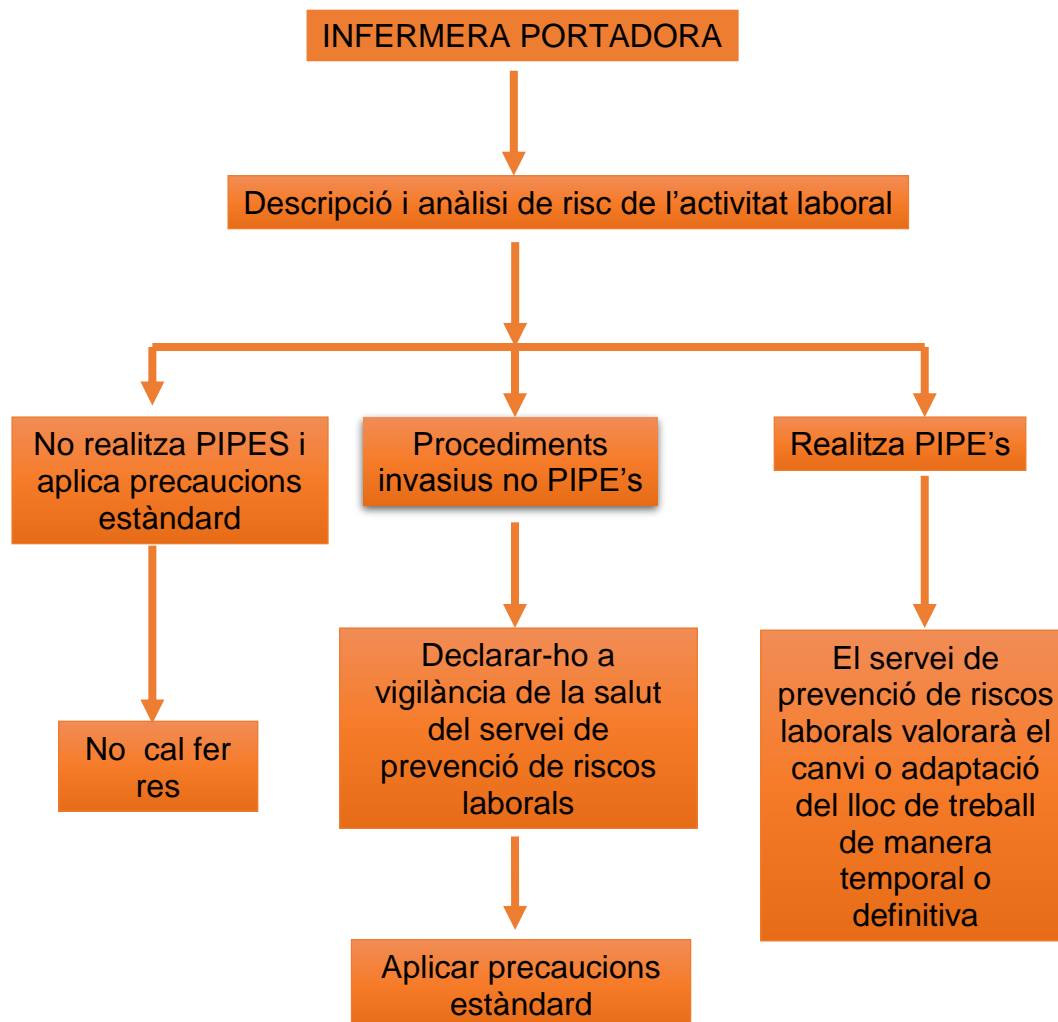 INFERMERA PORTADORA
Descripció i anàlisi de risc de l’activitat laboral
No realitza PIPES i
aplica precaucions
estàndard
Procediments
invasius no PIPE’s
Realitza PIPE’s
No  cal fer
res
Declarar-ho a
vigilància de la salut
del servei de
prevenció de riscos
laborals
El servei de
prevenció de riscos
laborals valorarà el
canvi o adaptació
del lloc de treball
de manera
temporal o
definitiva
Aplicar precaucions
estàndard